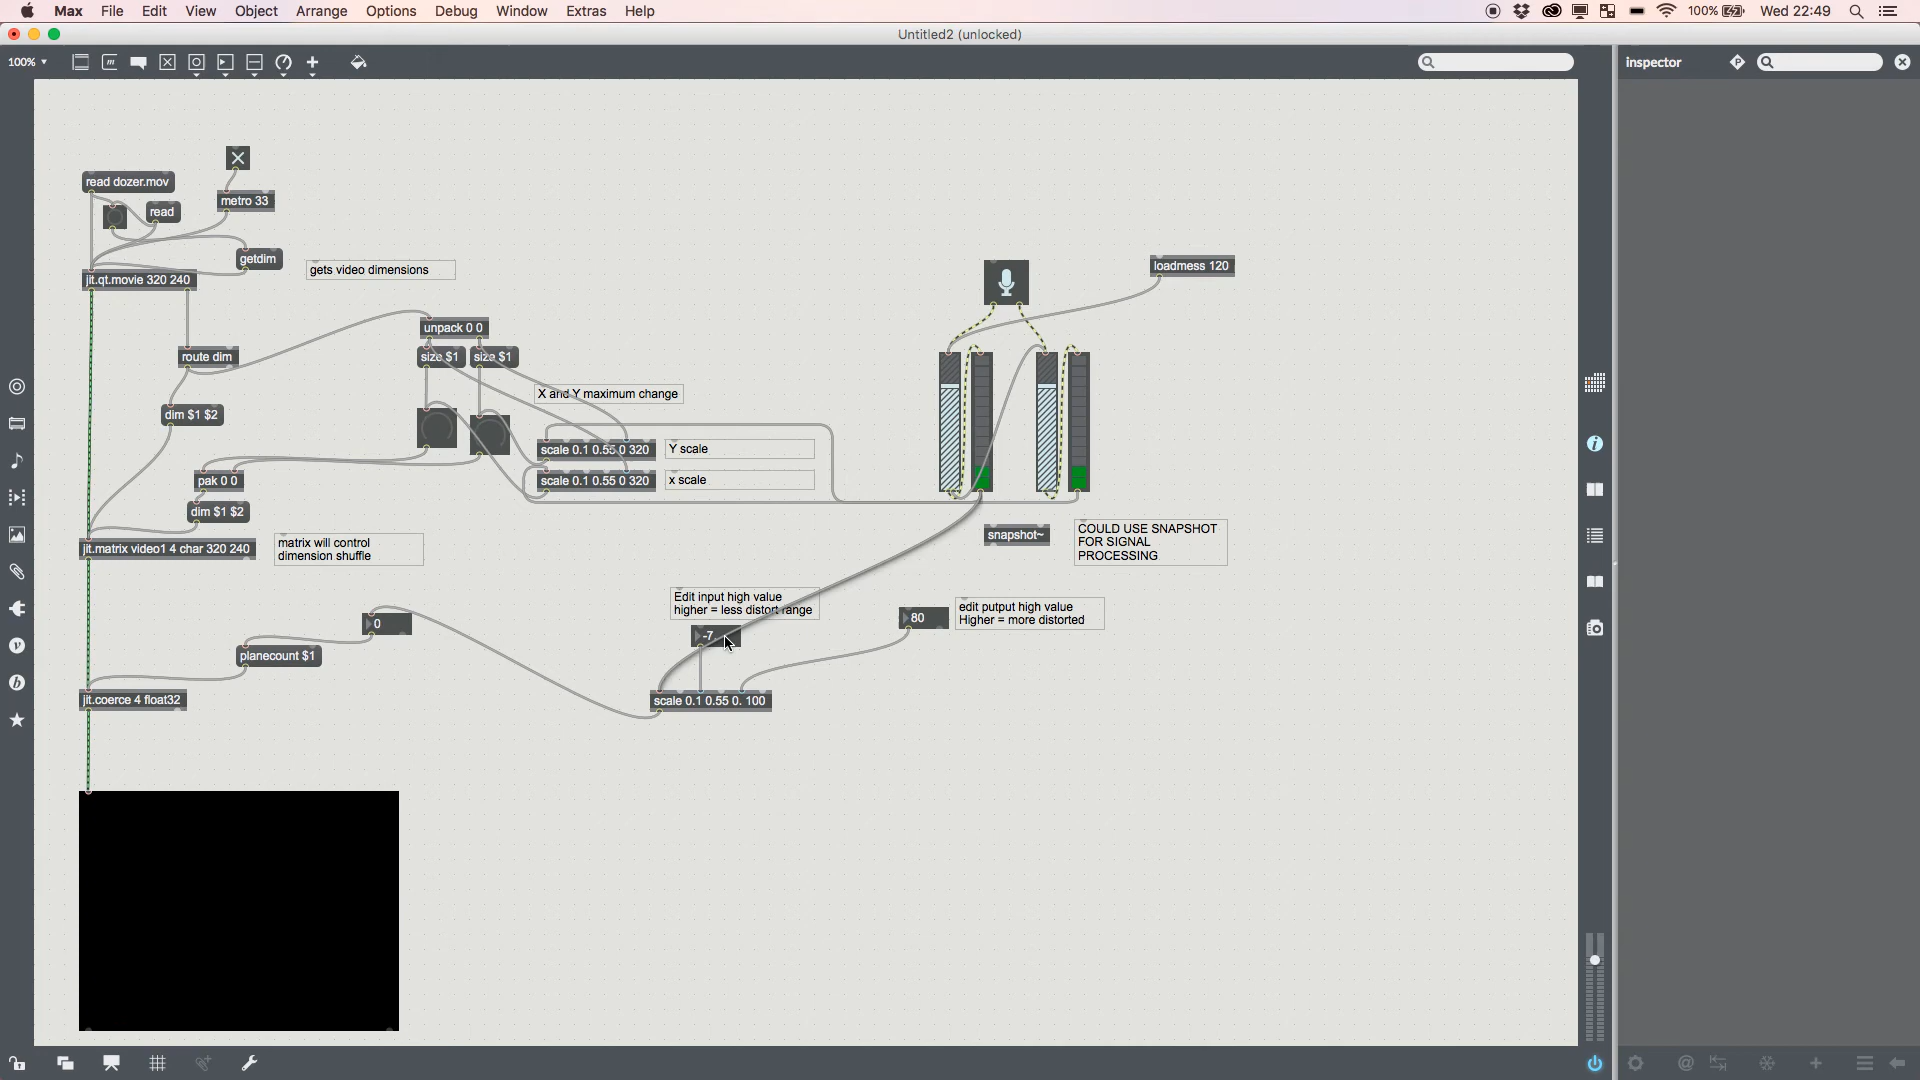 Max File Edit View Object Arrange Options Debug Window Extras Help
100% Wed 22:49
Untitled2 (unlocked)
100%
inspector
read dozer.mov
metro 33
read
getdim
gets video dimensions
jit.qt.movie 320 240
loadmess 120
unpack 0 0
route dim
size $1
size $1
X and Y maximum change
dim $1 $2
scale 0.1 0.55 0 320
Y scale
scale 0.1 0.55 0 320
x scale
pak 0 0
dim $1 $2
jit.matrix video1 4 char 320 240
matrix will control
dimension shuffle
snapshot~
COULD USE SNAPSHOT
FOR SIGNAL
PROCESSING
Edit input high value
higher = less distort range
-7
80
edit putput high value
Higher = more distorted
0
planecount $1
jit.coerce 4 float32
scale 0.1 0.55 0. 100